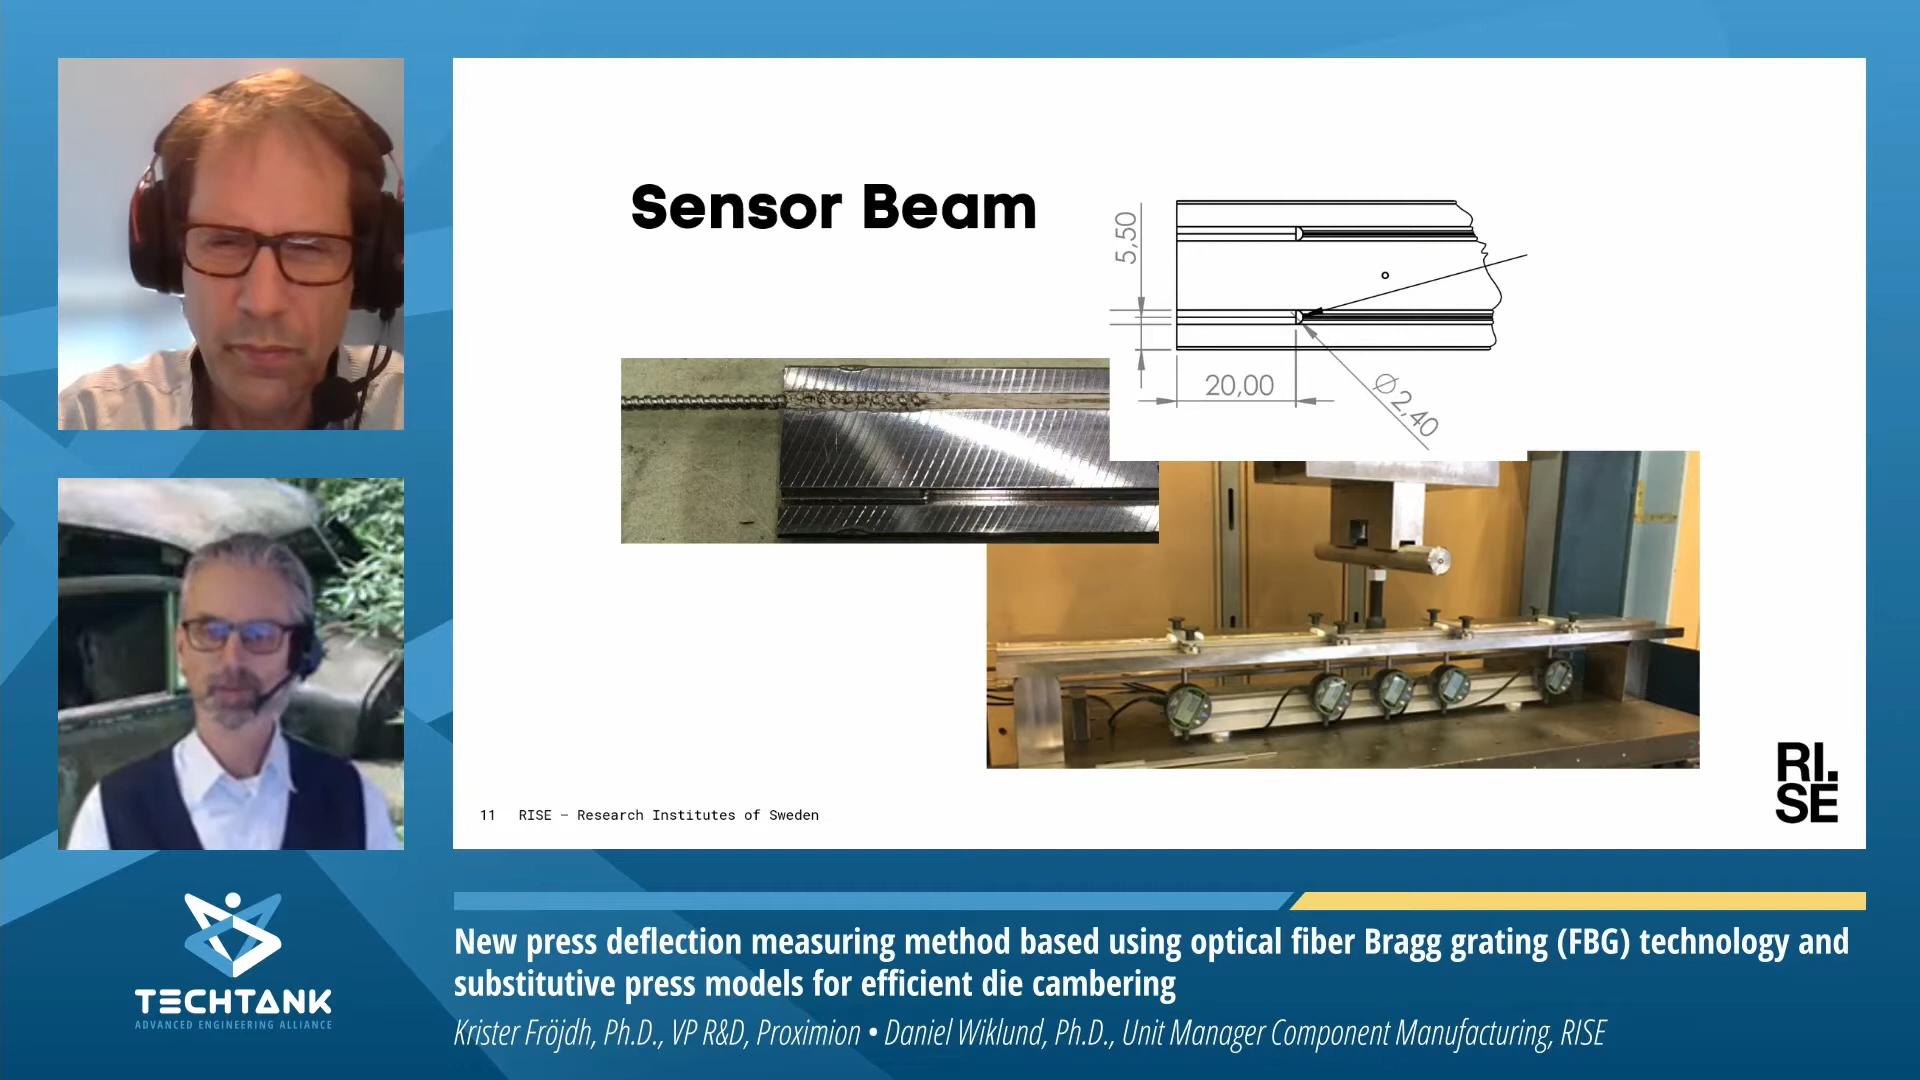 Sensor Beam
5,50
20,00
Ø2,40
11 RISE — Research Institutes of Sweden
RI.
SE
TECHTANK
ADVANCED ENGINEERING ALLIANCE
New press deflection measuring method based using optical fiber Bragg grating (FBG) technology and
substitutive press models for efficient die cambering
Krister Fröjdh, Ph.D., VP R&D, Proximion • Daniel Wiklund, Ph.D., Unit Manager Component Manufacturing, RISE